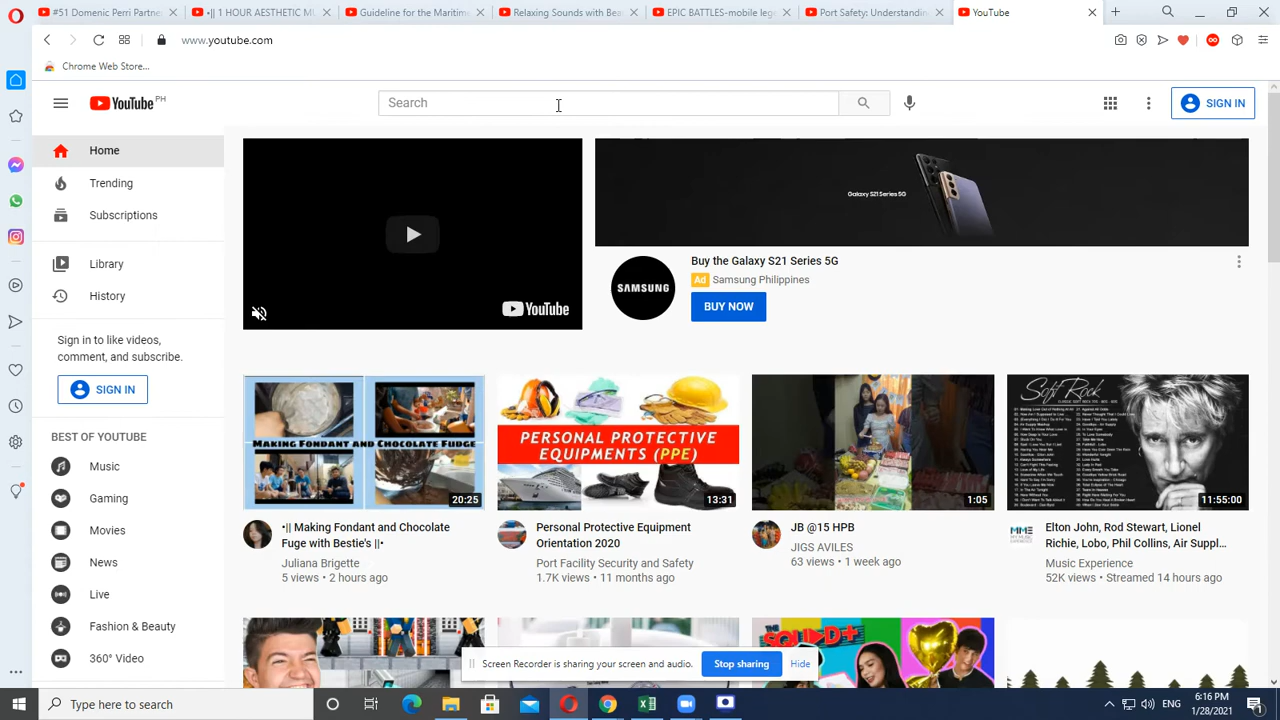 #51 Domenic Perri Partnes
•|| 1 HOUR AESTHETIC MU
Guideline for the Maritime
Relaxing Sounds with Bea
EPIC BATTLES-mobile leg
Port Safety: Understanding
YouTube
www.youtube.com
Chrome Web Store...
YouTube PH
Search
SIGN IN
Home
Trending
Subscriptions
Library
History
Sign in to like videos,
comment, and subscribe.
SIGN IN
BEST OF YOUTUBE
Music
Gaming
Movies
News
Live
Fashion & Beauty
360° Video
YouTube
Galaxy S21 Series 5G
SAMSUNG
Buy the Galaxy S21 Series 5G
Ad Samsung Philippines
BUY NOW
MAKING FONDANT AND CHOCOLATE FUDGE
20:25
•|| Making Fondant and chocolate
Fuge with Bestie's ||•
Juliana Brigette
5 views • 2 hours ago
PERSONAL PROTECTIVE
EQUIPMENTS (PPE)
13:31
Personal Protective Equipment
Orientation 2020
Port Facility Security and Safety
1.7K views • 11 months ago
1:05
JB @15 HPB
JIGS AVILES
63 views • 1 week ago
Soft Rock
11:55:00
MME
Elton John, Rod Stewart, Lionel
Richie, Lobo, Phil Collins, Air Suppl...
Music Experience
52K views • Streamed 14 hours ago
THE SQUAD+
Screen Recorder is sharing your screen and audio.
Stop sharing
Hide
Type here to search
ENG
6:16 PM
1/28/2021